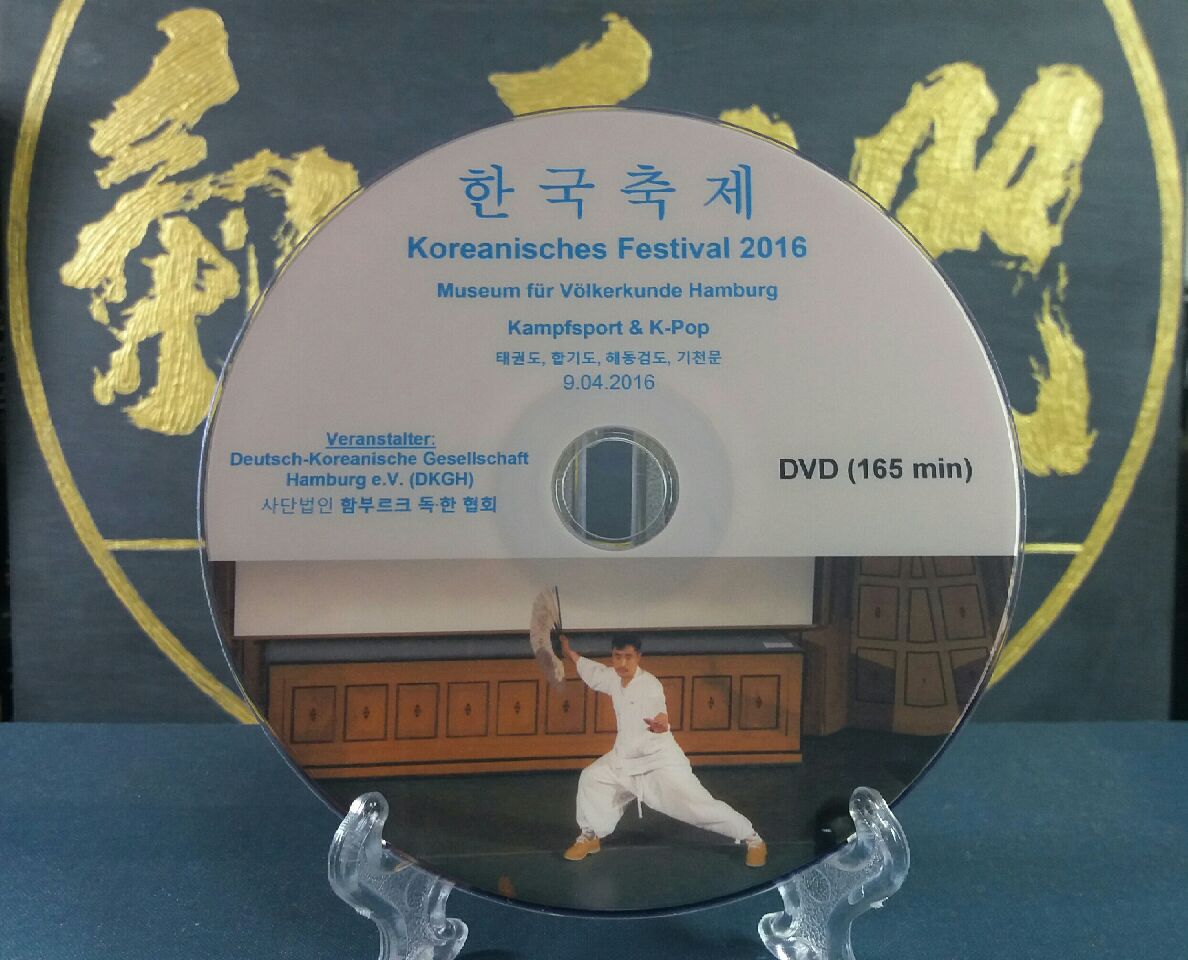 한국축제
Koreanisches Festival 2016
Museum für Völkerkunde Hamburg
Kampfsport & K-Pop
태권도, 합기도, 헤동검도, 기천문
9.04.2016
Veranstalter:
Deutsch-Koreanische Gesellschaft
Hamburg e.V. (DKGH)
사단법인 함부르크 독·한 협회
DVD (165 min)